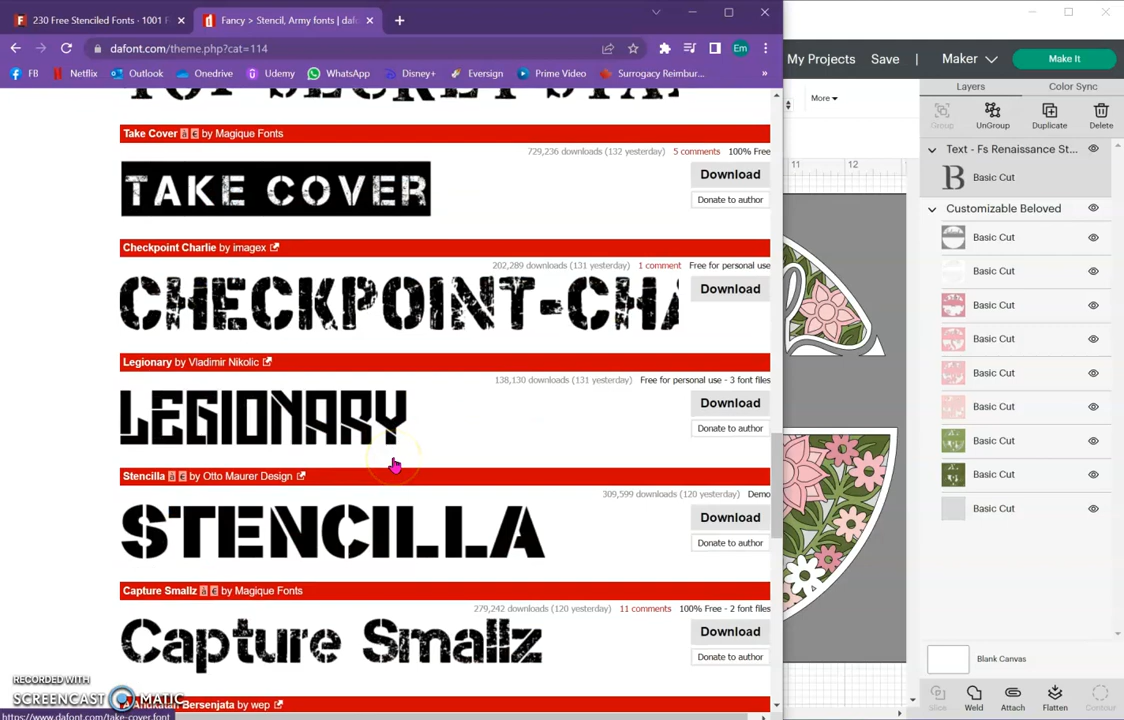 230 Free Stenciled Fonts · 1001 F
Fancy > Stencil, Army fonts | dafon
dafont.com/theme.php?cat=114
Em
FB
Netflix
Outlook
Onedrive
Udemy
WhatsApp
Disney+
Eversign
Prime Video
Surrogacy Reimbur...
»
My Projects
Save
|
Maker
Make It
More
Layers
Color Sync
Group
UnGroup
Duplicate
Delete
11
12
Text - Fs Renaissance St...
B
Basic Cut
Customizable Beloved
Basic Cut
Basic Cut
Basic Cut
Basic Cut
Basic Cut
Basic Cut
Basic Cut
Basic Cut
Basic Cut
Blank Canvas
Slice
Weld
Attach
Flatten
Contour
TOP SECRET STA
Take Cover à € by Magique Fonts
729,236 downloads (132 yesterday) 5 comments 100% Free
TAKE COVER
Download
Donate to author
Checkpoint Charlie by imagex
202,289 downloads (131 yesterday) 1 comment Free for personal use
CHECKPOINT-CHA
Download
Legionary by Vladimir Nikolic
138,130 downloads (131 yesterday) Free for personal use - 3 font files
LEGIONARY
Download
Donate to author
Stencilla à € by Otto Maurer Design
309,599 downloads (120 yesterday) Demo
STENCILLA
Download
Donate to author
Capture Smallz à € by Magique Fonts
279,242 downloads (120 yesterday) 11 comments 100% Free - 2 font files
Capture Smallz
Download
Donate to author
Bersenjata by wep
RECORDED WITH
SCREENCAST MATIC
https://www.dafont.com/take-cover.font